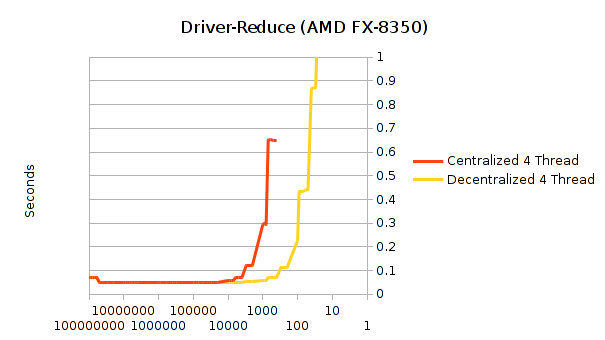 Driver-Reduce (AMD FX-8350)
1
0.9
0.8
0.7
0.6
0.5
0.4
0.3
0.2
0.1
0
Seconds
Centralized 4 Thread
Decentralized 4 Thread
10000000 100000 1000 10
100000000 1000000 10000 100 1